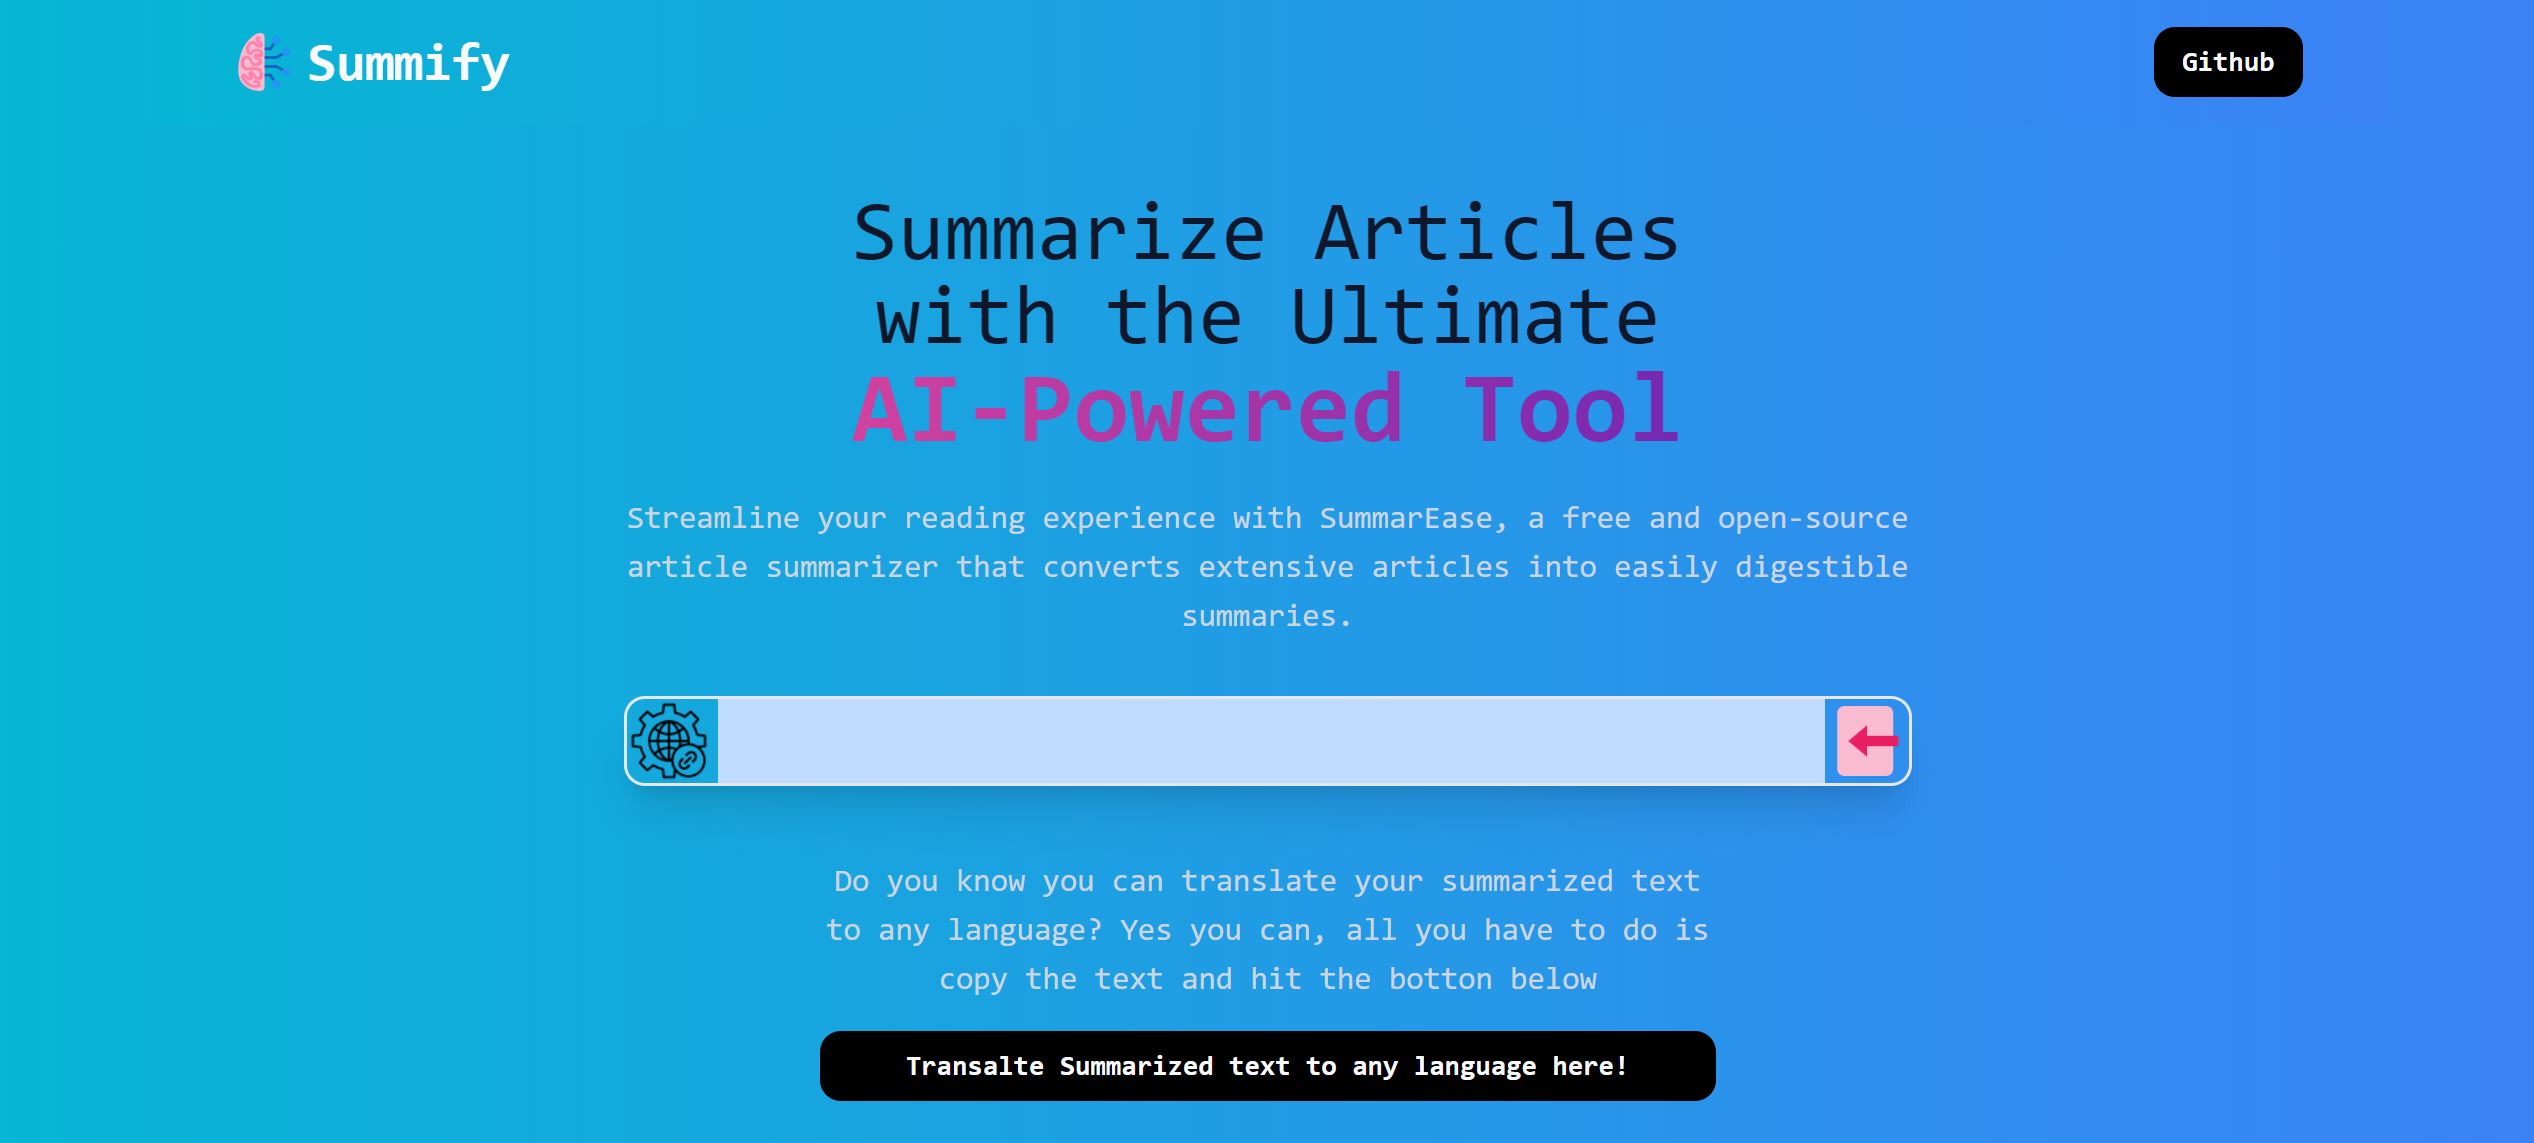 Summify
Github
Summarize Articles
with the Ultimate
AI-Powered Tool
Streamline your reading experience with SummarEase, a free and open-source
article summarizer that converts extensive articles into easily digestible
summaries.
Do you know you can translate your summarized text
to any language? Yes you can, all you have to do is
copy the text and hit the botton below
Transalte Summarized text to any language here!